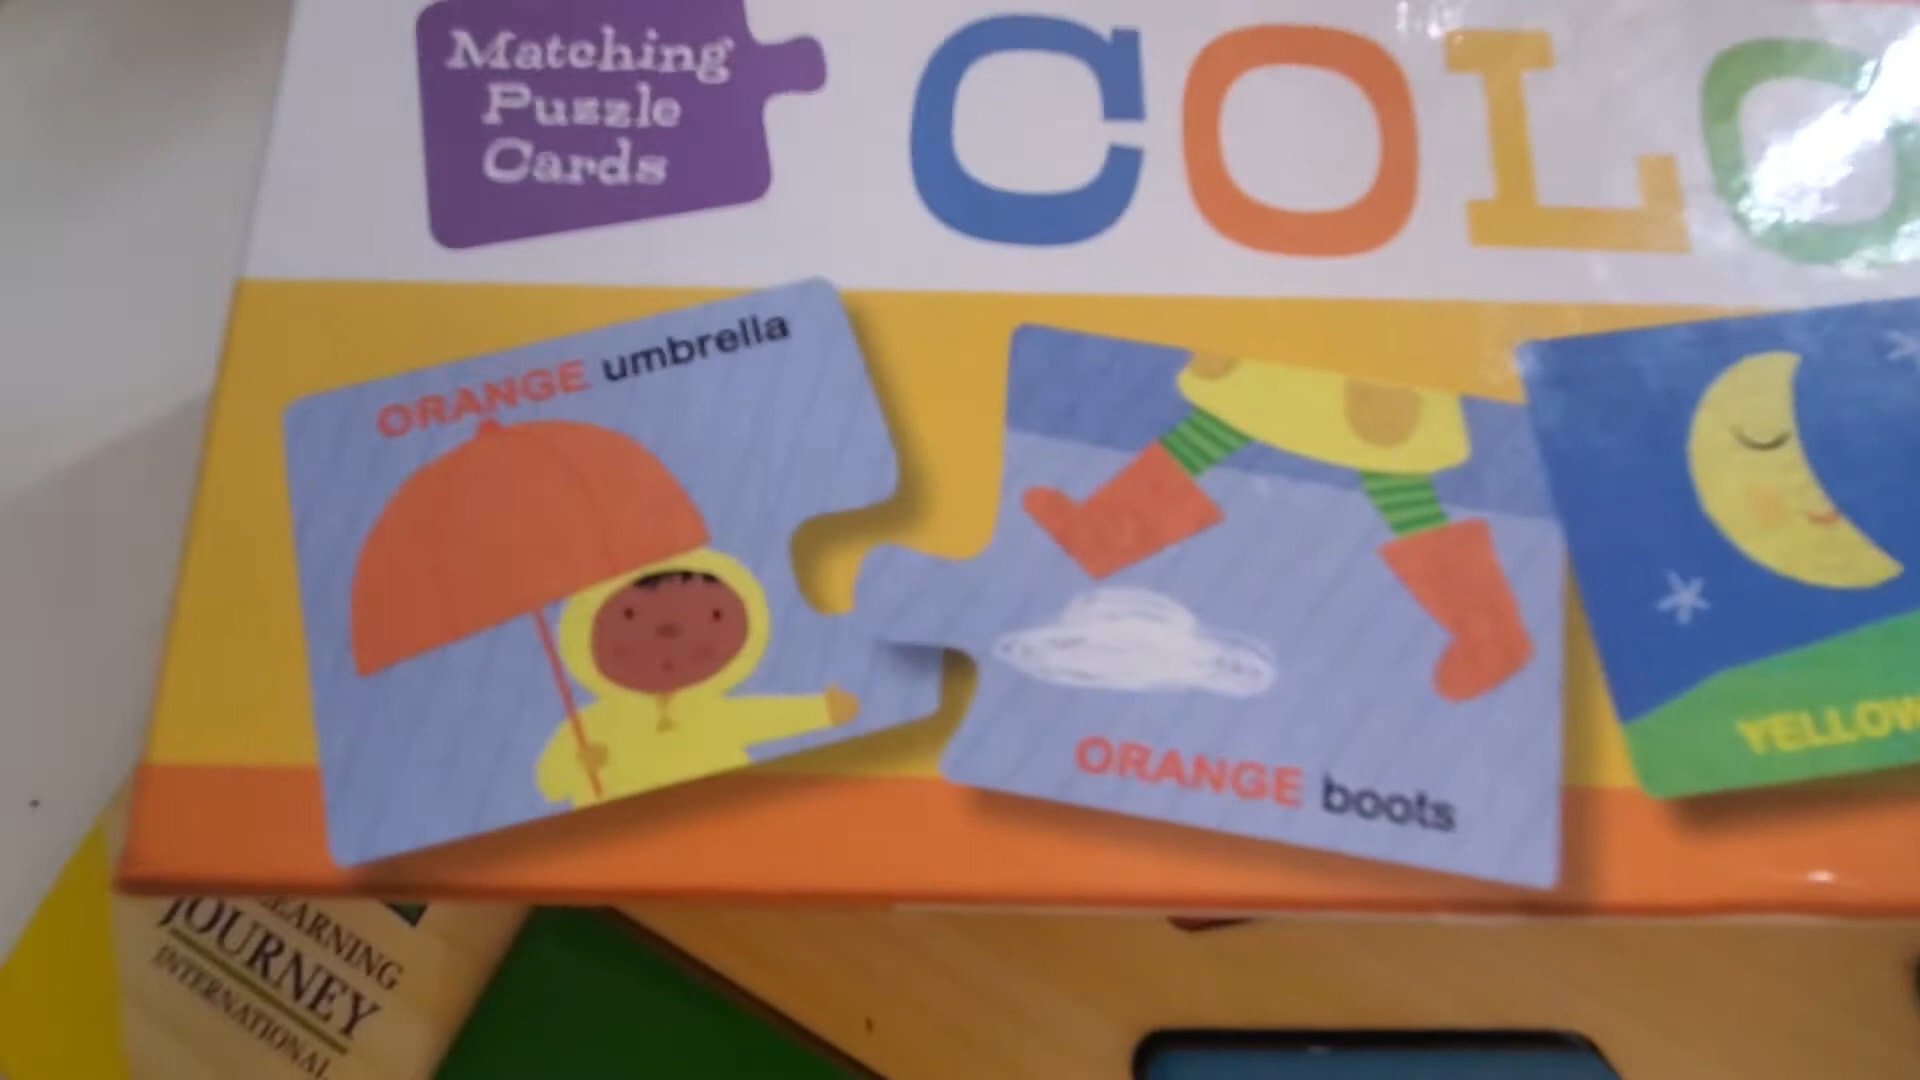 Matching
Puzzle
Cards
COLO
ORANGE umbrella
ORANGE boots
YELLOW
LEARNING
JOURNEY
INTERNATIONAL